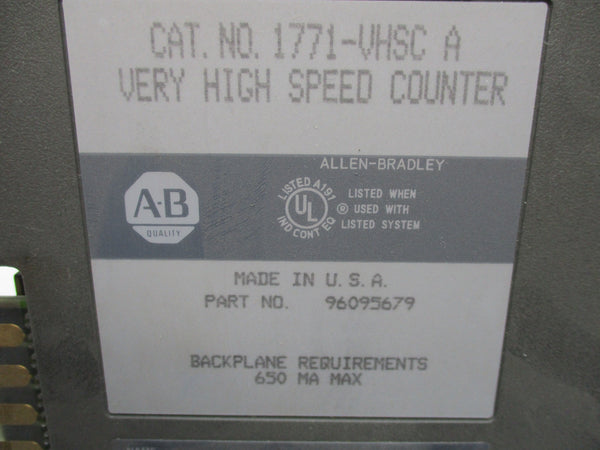 CAT. NO. 1771-VHSC A
VERY HIGH SPEED COUNTER
ALLEN-BRADLEY
A-B
QUALITY
LISTED A197
UL
®
IND CONT EQ
LISTED WHEN
USED WITH
LISTED SYSTEM
MADE IN U.S.A.
PART NO. 96095679
BACKPLANE REQUIREMENTS
650 MA MAX